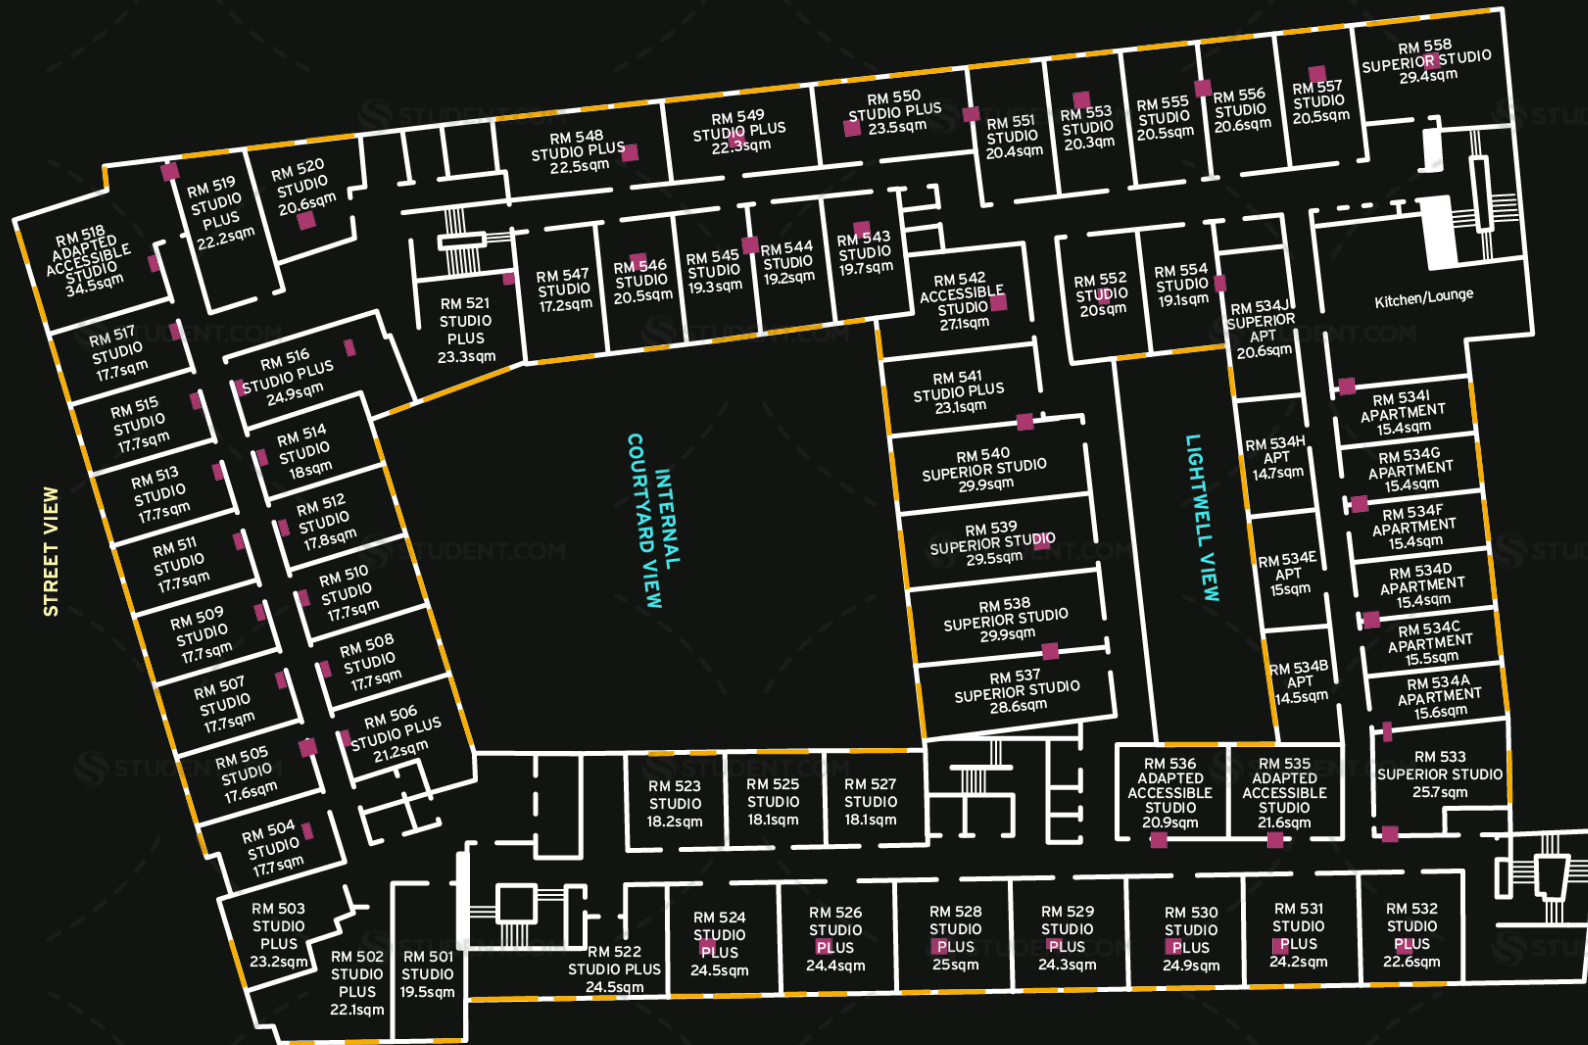 RM 558
SUPERIOR STUDIO
29.4sqm
RM 557
STUDIO
20.5sqm
RM 556
STUDIO
20.6sqm
RM 555
STUDIO
20.5sqm
RM 553
STUDIO
20.3qm
RM 551
STUDIO
20.4sqm
RM 550
STUDIO PLUS
23.5sqm
RM 549
STUDIO PLUS
22.3sqm
RM 548
STUDIO PLUS
22.5sqm
RM 520
STUDIO
20.6sqm
RM 519
STUDIO
PLUS
22.2sqm
RM 518
ADAPTED
ACCESSIBLE
STUDIO
34.5sqm
RM 521
STUDIO
PLUS
23.3sqm
RM 547
STUDIO
17.2sqm
RM 546
STUDIO
20.5sqm
RM 545
STUDIO
19.3sqm
RM 544
STUDIO
19.2sqm
RM 543
STUDIO
19.7sqm
RM 542
ACCESSIBLE
STUDIO
27.1sqm
RM 552
STUDIO
20sqm
RM 554
STUDIO
19.1sqm
RM 534J
SUPERIOR
APT
20.6sqm
Kitchen/Lounge
RM 517
STUDIO
17.7sqm
RM 516
STUDIO PLUS
24.9sqm
RM 515
STUDIO
17.7sqm
RM 514
STUDIO
18sqm
RM 513
STUDIO
17.7sqm
RM 512
STUDIO
17.8sqm
RM 511
STUDIO
17.7sqm
RM 510
STUDIO
17.7sqm
RM 509
STUDIO
17.7sqm
RM 508
STUDIO
17.7sqm
RM 507
STUDIO
17.7sqm
RM 506
STUDIO PLUS
21.2sqm
RM 505
STUDIO
17.6sqm
RM 504
STUDIO
17.7sqm
STREET VIEW
INTERNAL
COURTYARD VIEW
LIGHTWELL VIEW
RM 541
STUDIO PLUS
23.1sqm
RM 540
SUPERIOR STUDIO
29.9sqm
RM 539
SUPERIOR STUDIO
29.5sqm
RM 538
SUPERIOR STUDIO
29.9sqm
RM 537
SUPERIOR STUDIO
28.6sqm
RM 534I
APARTMENT
15.4sqm
RM 534H
APT
14.7sqm
RM 534G
APARTMENT
15.4sqm
RM 534F
APARTMENT
15.4sqm
RM 534E
APT
15sqm
RM 534D
APARTMENT
15.4sqm
RM 534C
APARTMENT
15.5sqm
RM 534B
APT
14.5sqm
RM 534A
APARTMENT
15.6sqm
RM 533
SUPERIOR STUDIO
25.7sqm
RM 536
ADAPTED
ACCESSIBLE
STUDIO
20.9sqm
RM 535
ADAPTED
ACCESSIBLE
STUDIO
21.6sqm
RM 523
STUDIO
18.2sqm
RM 525
STUDIO
18.1sqm
RM 527
STUDIO
18.1sqm
RM 503
STUDIO
PLUS
23.2sqm
RM 502
STUDIO
PLUS
22.1sqm
RM 501
STUDIO
19.5sqm
RM 522
STUDIO PLUS
24.5sqm
RM 524
STUDIO
PLUS
24.5sqm
RM 526
STUDIO
PLUS
24.4sqm
RM 528
STUDIO
PLUS
25sqm
RM 529
STUDIO
PLUS
24.3sqm
RM 530
STUDIO
PLUS
24.9sqm
RM 531
STUDIO
PLUS
24.2sqm
RM 532
STUDIO
PLUS
22.6sqm
STUDENT.COM